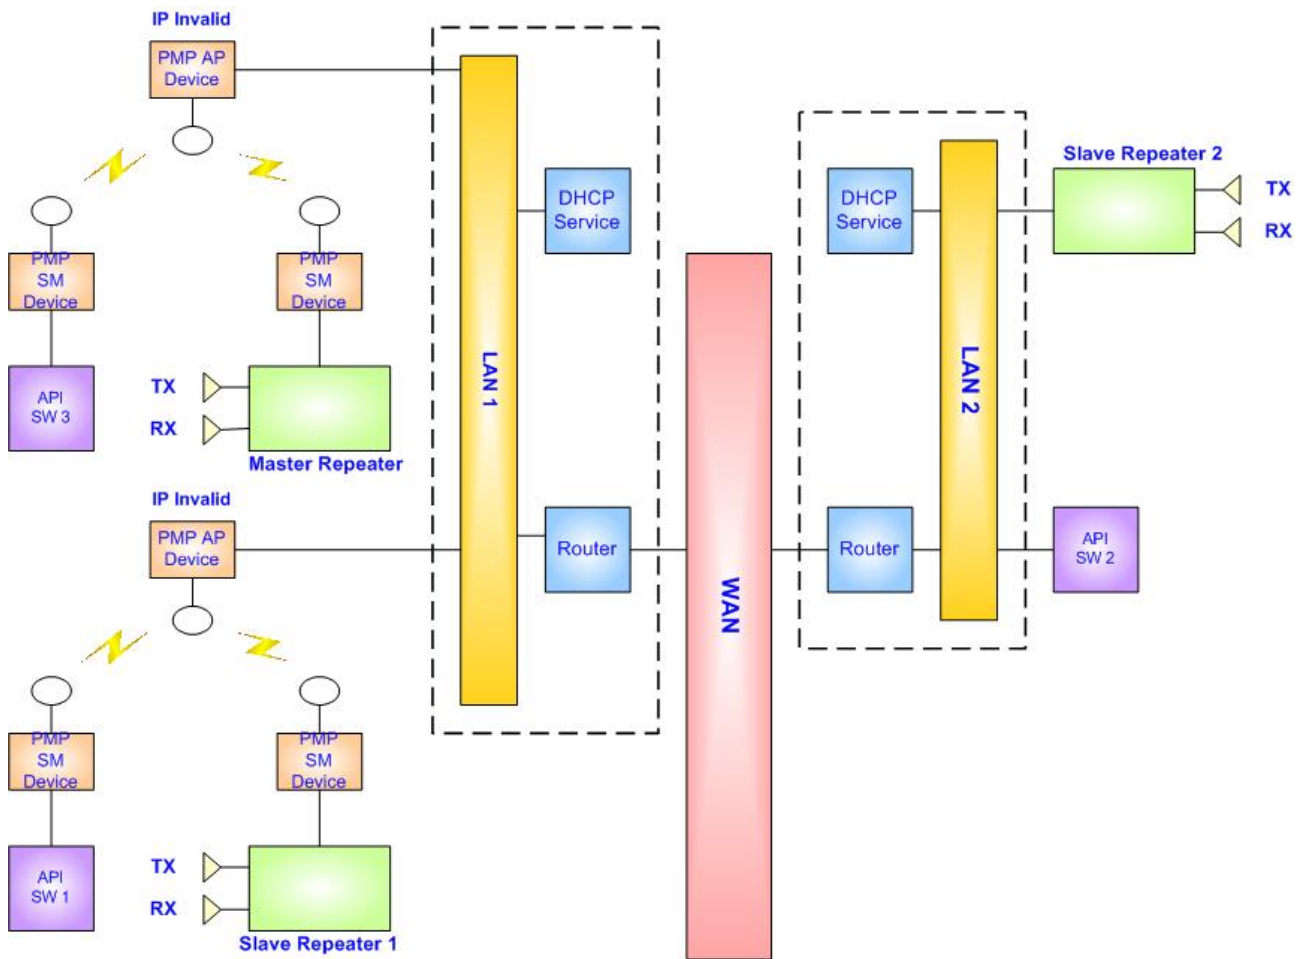 IP Invalid
PMP AP
Device
PMP
SM
Device
PMP
SM
Device
API
SW 3
TX
RX
Master Repeater
IP Invalid
PMP AP
Device
PMP
SM
Device
PMP
SM
Device
API
SW 1
TX
RX
Slave Repeater 1
LAN 1
DHCP
Service
Router
WAN
DHCP
Service
Router
LAN 2
Slave Repeater 2
TX
RX
API
SW 2